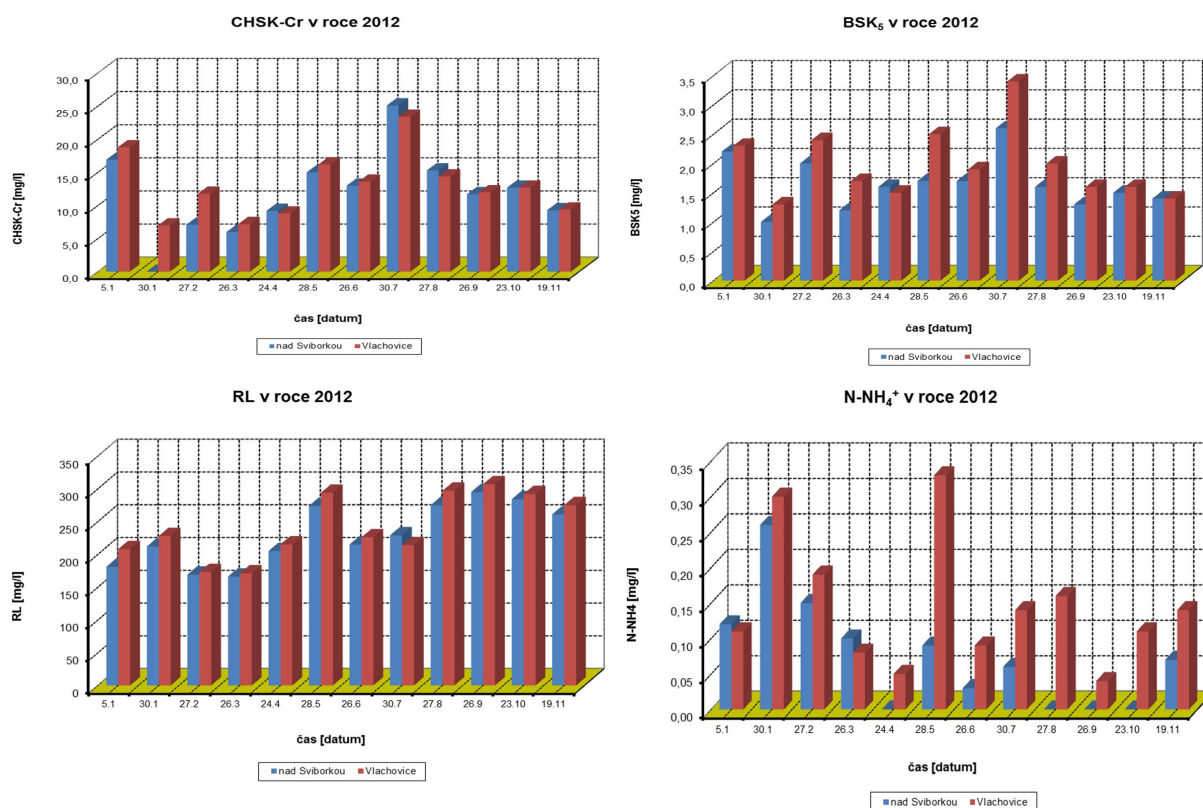 CHSK-Cr v roce 2012
CHSK-Cr [mg/l]
30,0
25,0
20,0
15,0
10,0
5,0
0,0
5.1 30.1 27.2 26.3 24.4 28.5 26.6 30.7 27.8 26.9 23.10 19.11
čas [datum]
nad Sviborkou Vlachovice
BSK₅ v roce 2012
BSK5 [mg/l]
3,5
3,0
2,5
2,0
1,5
1,0
0,5
0,0
5.1 30.1 27.2 26.3 24.4 28.5 26.6 30.7 27.8 26.9 23.10 19.11
čas [datum]
nad Sviborkou Vlachovice
RL v roce 2012
RL [mg/l]
350
300
250
200
150
100
50
0
5.1 30.1 27.2 26.3 24.4 28.5 26.6 30.7 27.8 26.9 23.10 19.11
čas [datum]
nad Sviborkou Vlachovice
N-NH₄⁺ v roce 2012
N-NH4 [mg/l]
0,35
0,30
0,25
0,20
0,15
0,10
0,05
0,00
5.1 30.1 27.2 26.3 24.4 28.5 26.6 30.7 27.8 26.9 23.10 19.11
čas [datum]
nad Sviborkou Vlachovice